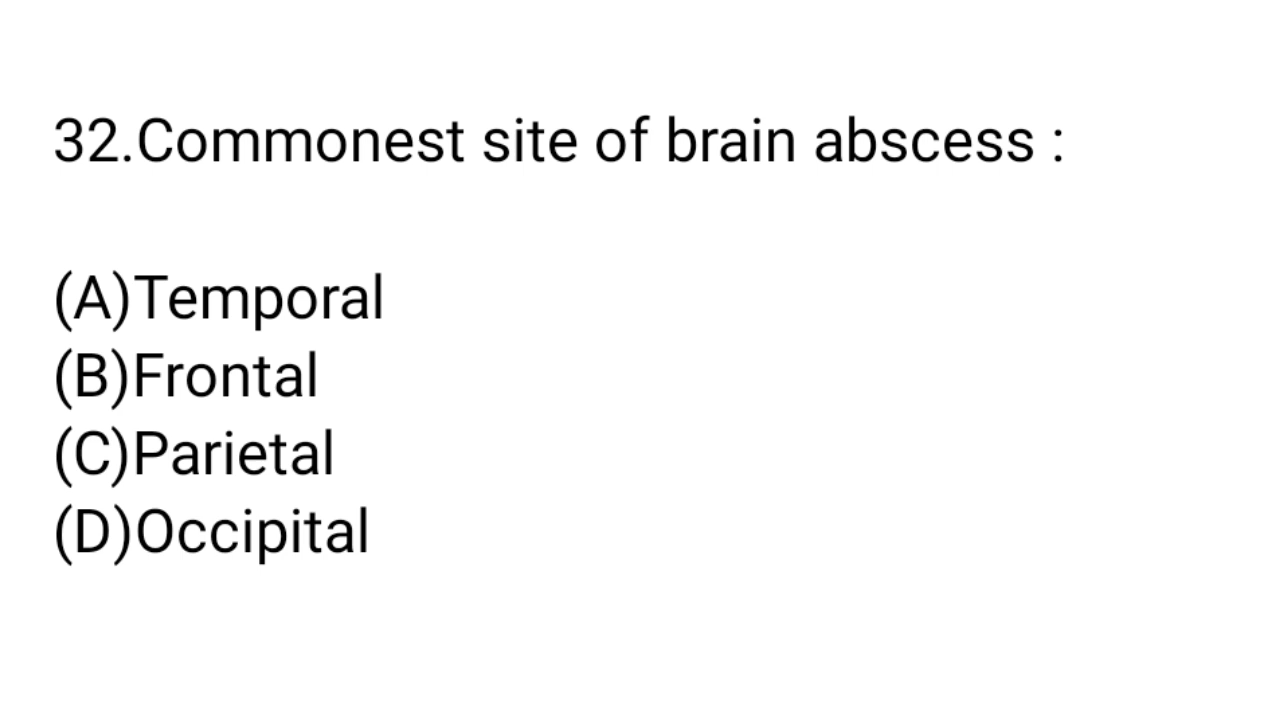 32.Commonest site of brain abscess :
(A)Temporal
(B)Frontal
(C)Parietal
(D)Occipital